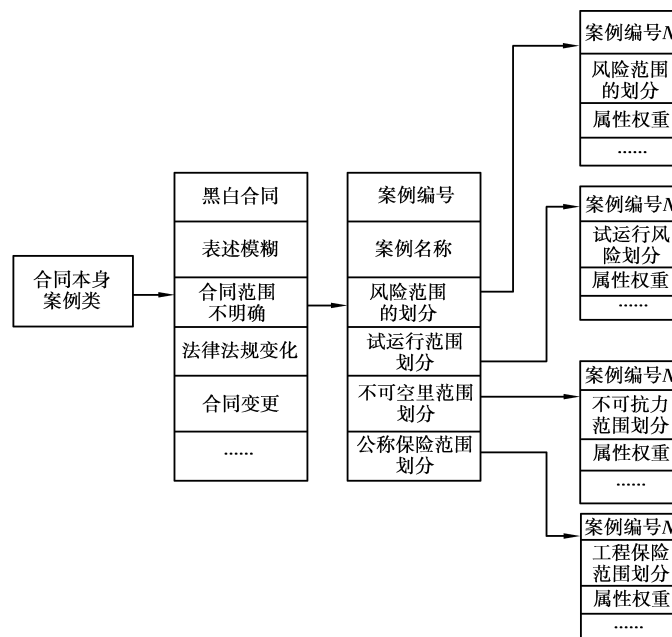 合同本身
案例类
黑白合同
表述模糊
合同范围
不明确
法律法规变化
合同变更
……
案例编号
案例名称
风险范围
的划分
试运行范围
划分
不可空里范围
划分
公称保险范围
划分
案例编号N
风险范围
的划分
属性权重
……
案例编号N
试运行风
险划分
属性权重
……
案例编号N
不可抗力
范围划分
属性权重
……
案例编号N
工程保险
范围划分
属性权重
……